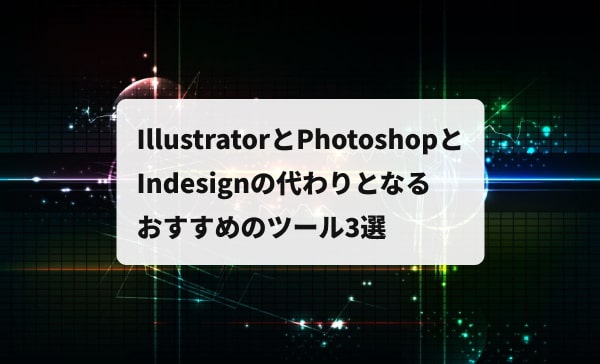 IllustratorとPhotoshopと
Indesignの代わりとなる
おすすめのツール3選